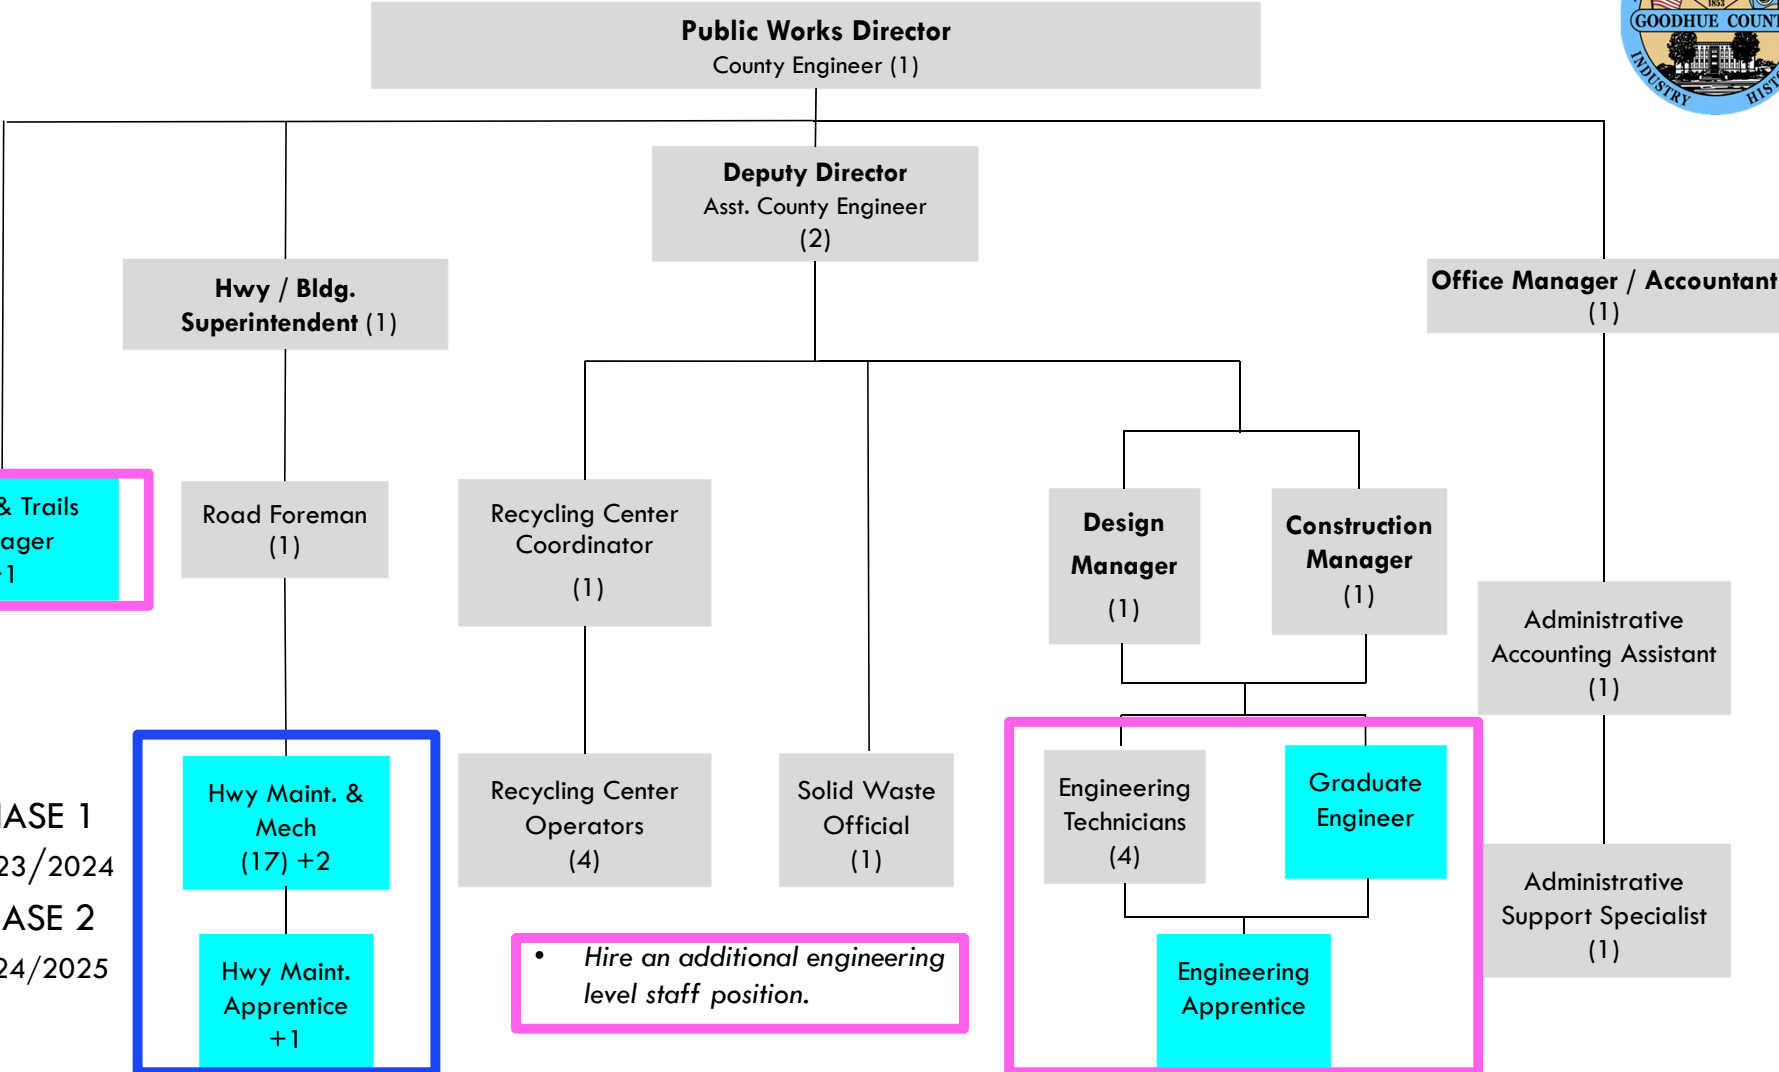 1853
GOODHUE COUNT
INDUSTRY
HIST
Public Works Director
County Engineer (1)
Deputy Director
Asst. County Engineer
(2)
Hwy / Bldg.
Superintendent (1)
Office Manager / Accountant
(1)
& Trails
ager
+1
Road Foreman
(1)
Recycling Center
Coordinator
(1)
Design
Manager
(1)
Construction
Manager
(1)
Administrative
Accounting Assistant
(1)
IASE 1
23/2024
ASE 2
24/2025
Hwy Maint. &
Mech
(17) +2
Hwy Maint.
Apprentice
+1
Recycling Center
Operators
(4)
Solid Waste
Official
(1)
Engineering
Technicians
(4)
Graduate
Engineer
Engineering
Apprentice
Administrative
Support Specialist
(1)
• Hire an additional engineering
level staff position.